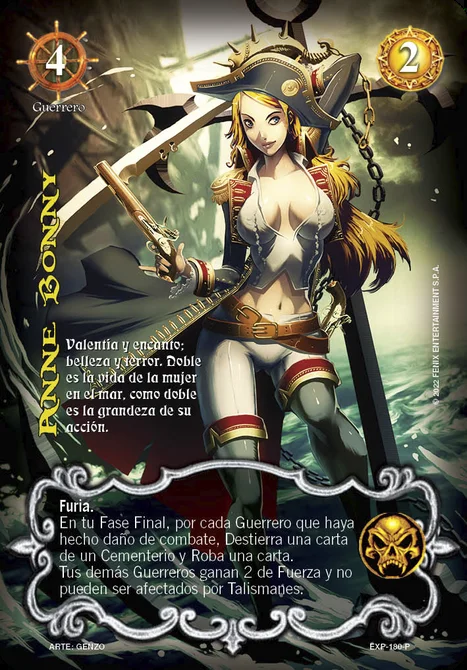 4
2
Guerrero
ANNE BONNY
Valentía y encanto;
belleza y terror. Doble
es la vida de la mujer
en el mar, como doble
es la grandeza de su
acción.
© 2022 FENIX ENTERTAINMENT S.P.A.
Furia.
En tu Fase Final, por cada Guerrero que haya
hecho daño de combate, Destierra una carta
de un Cementerio y Roba una carta.
Tus demás Guerreros ganan 2 de Fuerza y no
pueden ser afectados por Talismanes.
ARTE: GENZO
EXP-180-P